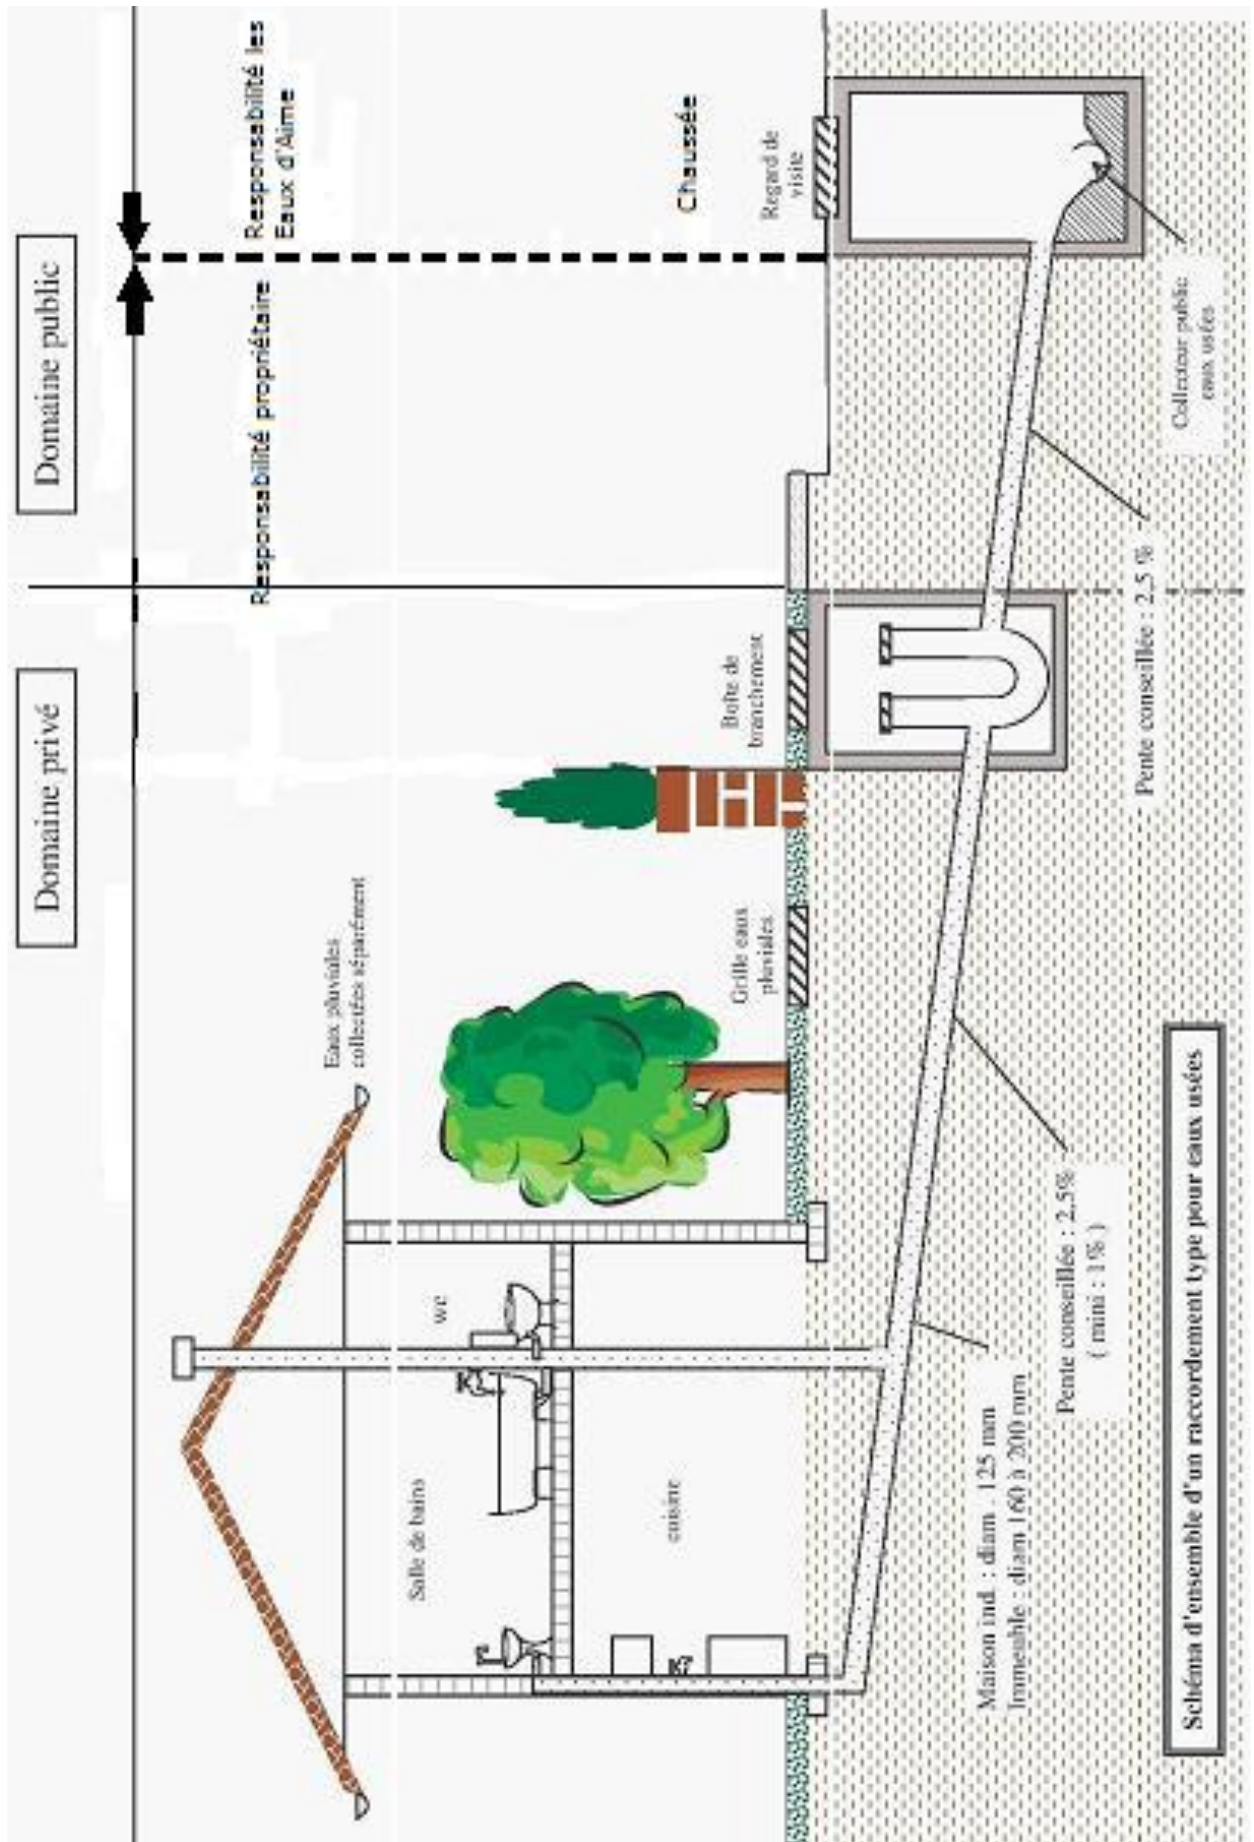 Domaine privé
Domaine public
Responsabilité propriétaire
Responsabilité les
Eaux d'Aime
Eaux pluviales
collectées séparément
Salle de bains
wc
cuisine
Grille eaux
pluviales
Boîte de
branchement
Chaussée
Regard de
visite
Maison ind. : diam 125 mm
Immeuble : diam 160 à 200 mm
Pente conseillée : 2,5%
( mini : 1% )
Pente conseillée : 2,5 %
Collecteur public
eaux usées
Schéma d'ensemble d'un raccordement type pour eaux usées